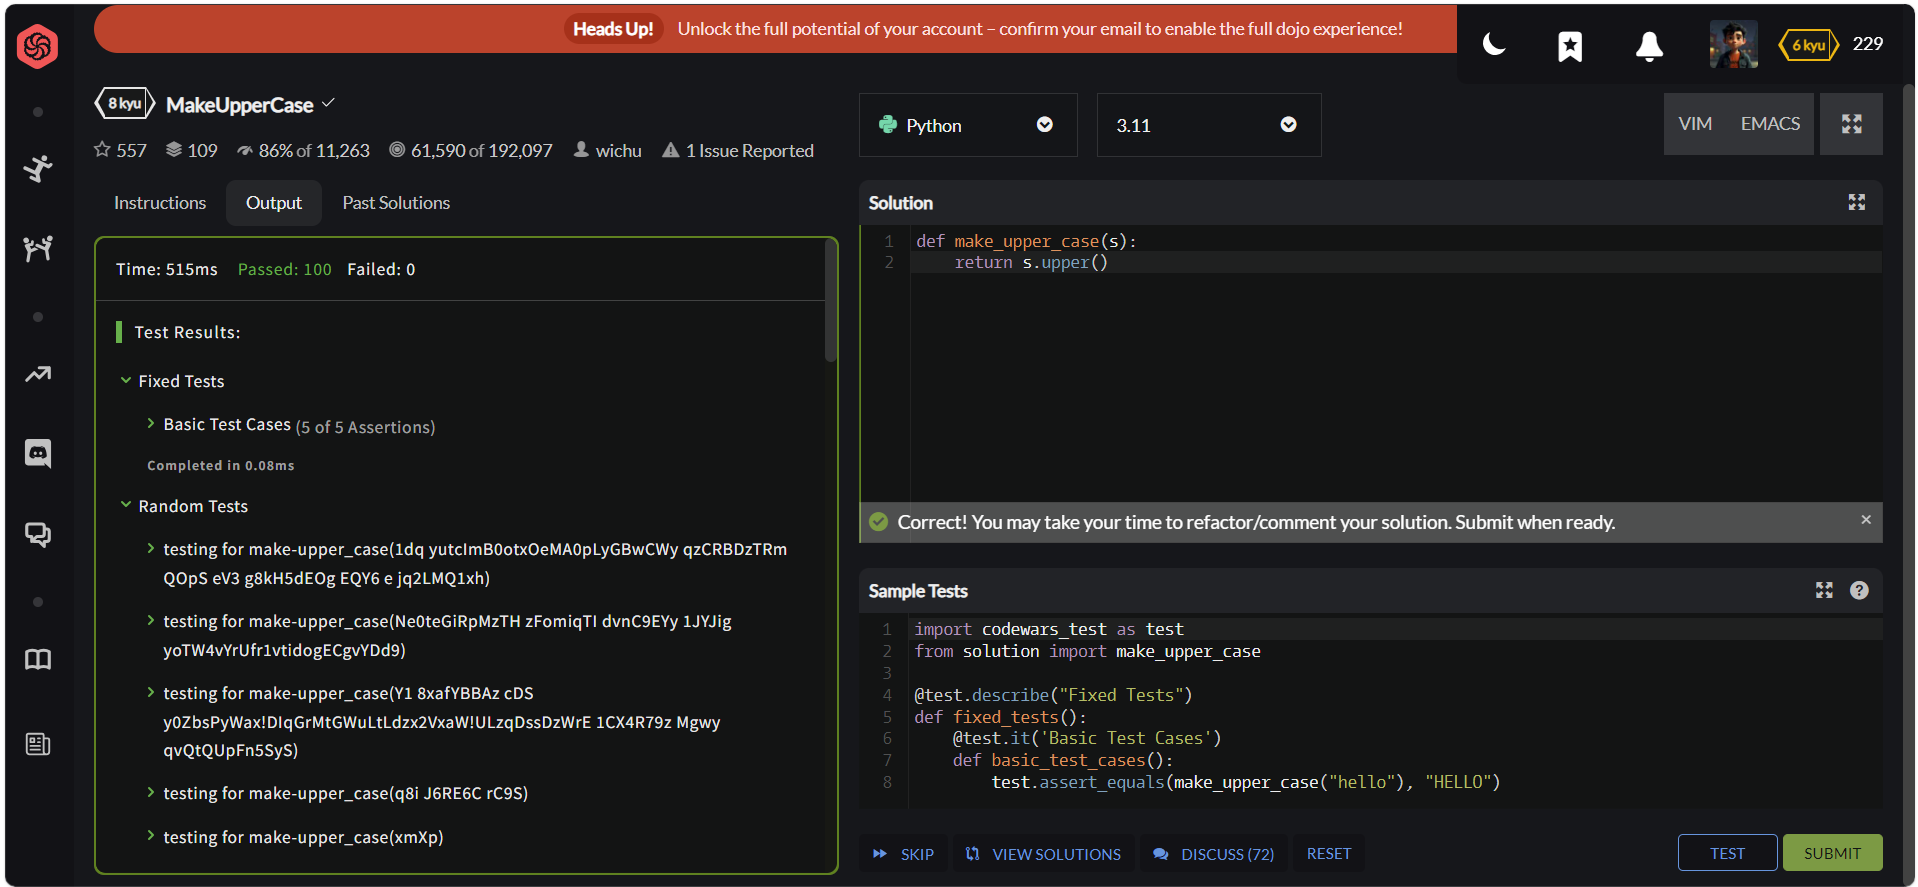 Heads Up! Unlock the full potential of your account – confirm your email to enable the full dojo experience!
6 kyu 229
8 kyu MakeUpperCase
557 109 86% of 11,263 61,590 of 192,097 wichu 1 Issue Reported
Python 3.11 VIM EMACS
Instructions Output Past Solutions
Time: 515ms Passed: 100 Failed: 0
Test Results:
Fixed Tests
Basic Test Cases (5 of 5 Assertions)
Completed in 0.08ms
Random Tests
testing for make-upper_case(1dq yutcImB0otxOeMA0pLyGBwCWy qzCRBDzTRm
QOpS eV3 g8kH5dEOg EQY6 e jq2LMQ1xh)
testing for make-upper_case(Ne0teGiRpMzTH zFomiqTI dvnC9EYy 1JYJig
yoTW4vYrUfr1vtidogECgvYDd9)
testing for make-upper_case(Y1 8xafYBBAz cDS
y0ZbsPyWax!DIqGrMtGWuLtLdzx2VxaW!ULzqDssDzWrE 1CX4R79z Mgwy
qvQtQUpFn5SyS)
testing for make-upper_case(q8i J6RE6C rC9S)
testing for make-upper_case(xmXp)
Solution
1 def make_upper_case(s):
2     return s.upper()
Correct! You may take your time to refactor/comment your solution. Submit when ready.
Sample Tests
1 import codewars_test as test
2 from solution import make_upper_case
3
4 @test.describe("Fixed Tests")
5 def fixed_tests():
6     @test.it('Basic Test Cases')
7     def basic_test_cases():
8         test.assert_equals(make_upper_case("hello"), "HELLO")
SKIP VIEW SOLUTIONS DISCUSS (72) RESET TEST SUBMIT